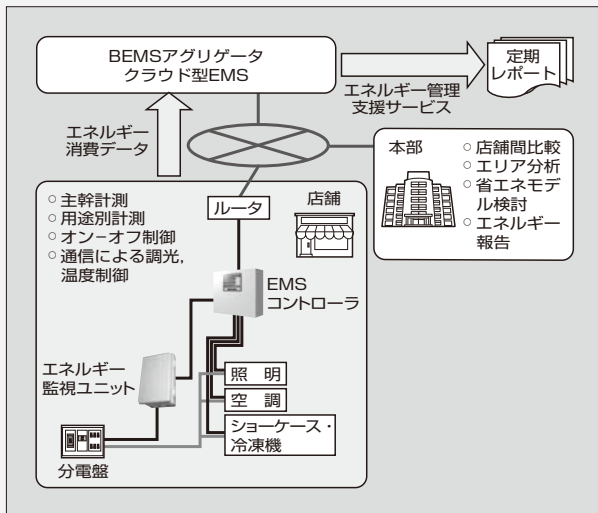 BEMSアグリゲータ
クラウド型EMS
エネルギー管理
支援サービス
定期
レポート
エネルギー
消費データ
本部
○店舗間比較
○エリア分析
○省エネモデ
ル検討
○エネルギー
報告
○主幹計測
○用途別計測
○オン−オフ制御
○通信による調光，
温度制御
ルータ
店舗
EMS
コントローラ
エネルギー
監視ユニット
照　明
空　調
ショーケース・
冷凍機
分電盤